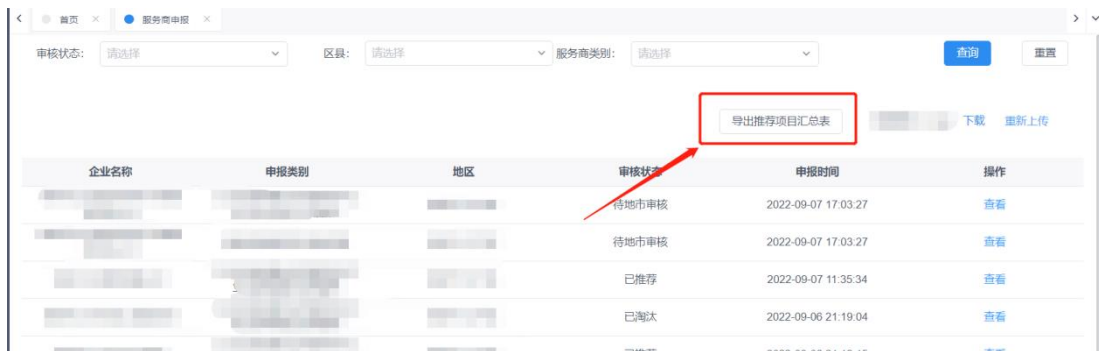 首页 × 服务商申报 ×
审核状态: 请选择 区县: 请选择 服务商类别: 请选择 查询 重置
导出推荐项目汇总表 下载 重新上传
企业名称 申报类别 地区 审核状态 申报时间 操作
待地市审核 2022-09-07 17:03:27 查看
待地市审核 2022-09-07 17:03:27 查看
已推荐 2022-09-07 11:35:34 查看
已淘汰 2022-09-06 21:19:04 查看